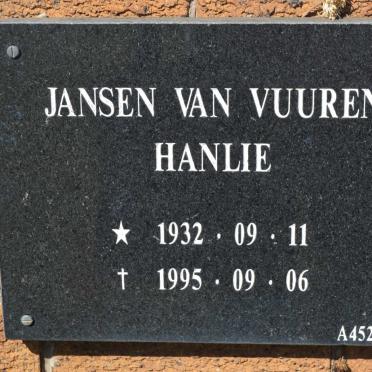 JANSEN VAN VUUREN
HANLIE
★ 1932 · 09 · 11
† 1995 · 09 · 06
A452